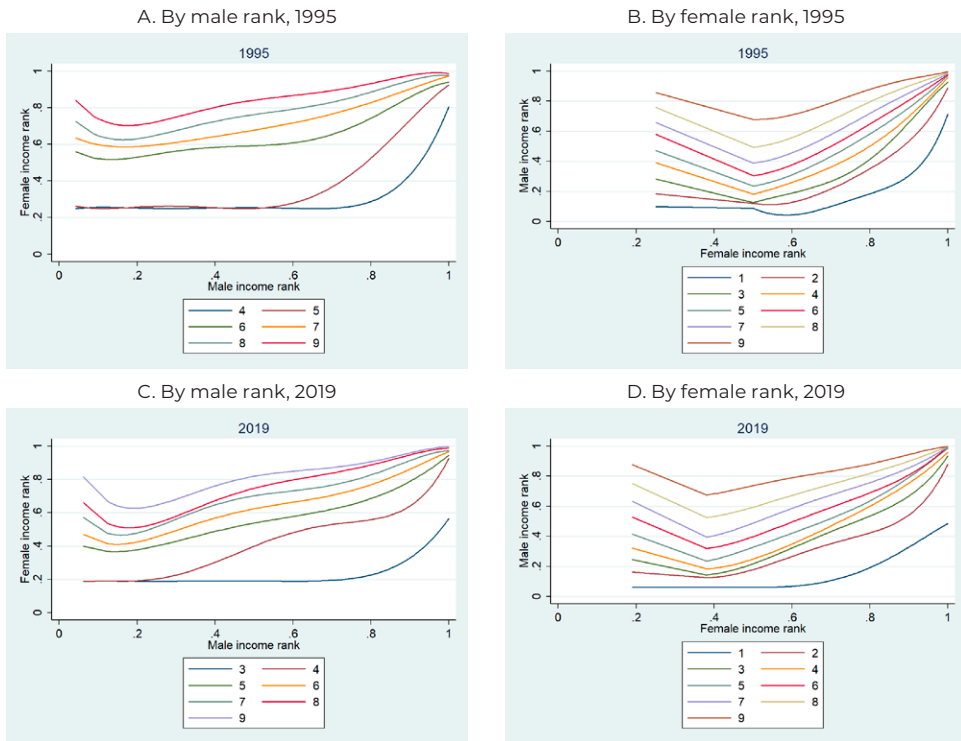 A. By male rank, 1995
1995
Female income rank
1
.8
.6
.4
.2
0
0 .2 .4 .6 .8 1
Male income rank
4 5
6 7
8 9
B. By female rank, 1995
1995
Male income rank
1
.8
.6
.4
.2
0
0 .2 .4 .6 .8 1
Female income rank
1 2
3 4
5 6
7 8
9
C. By male rank, 2019
2019
Female income rank
1
.8
.6
.4
.2
0
0 .2 .4 .6 .8 1
Male income rank
3 4
5 6
7 8
9
D. By female rank, 2019
2019
Male income rank
1
.8
.6
.4
.2
0
0 .2 .4 .6 .8 1
Female income rank
1 2
3 4
5 6
7 8
9